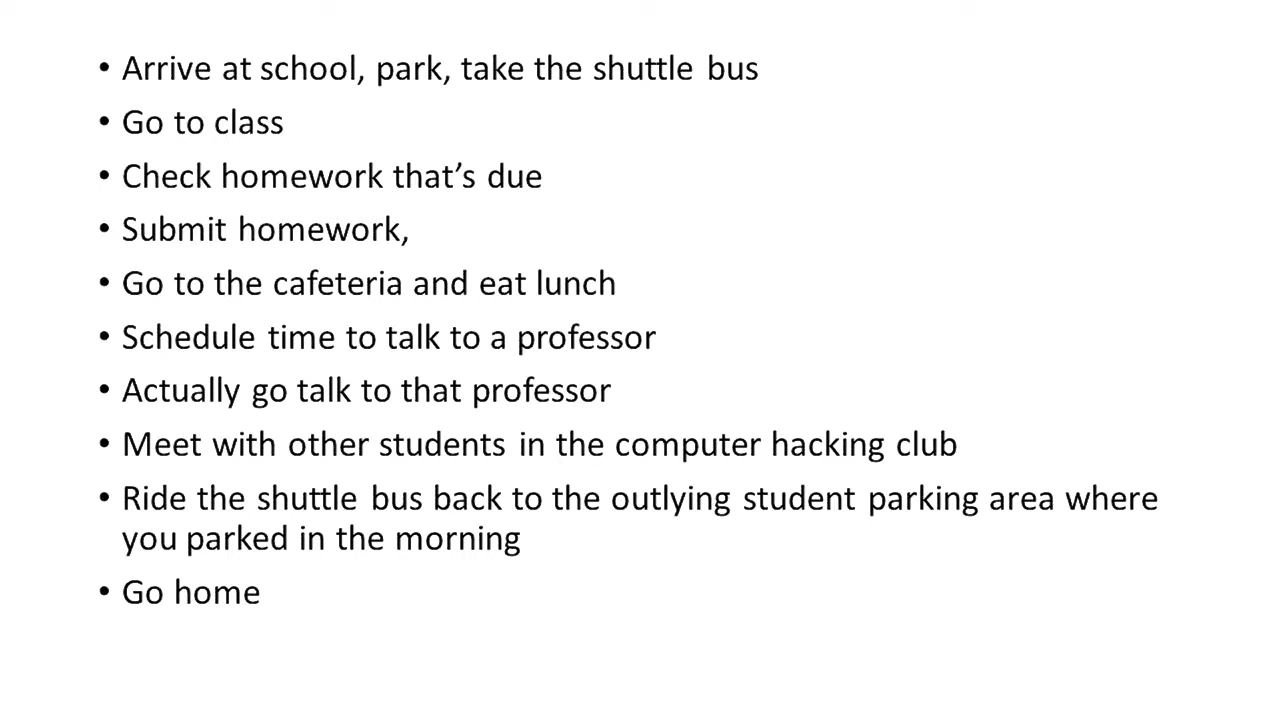 • Arrive at school, park, take the shuttle bus
• Go to class
• Check homework that’s due
• Submit homework,
• Go to the cafeteria and eat lunch
• Schedule time to talk to a professor
• Actually go talk to that professor
• Meet with other students in the computer hacking club
• Ride the shuttle bus back to the outlying student parking area where
you parked in the morning
• Go home